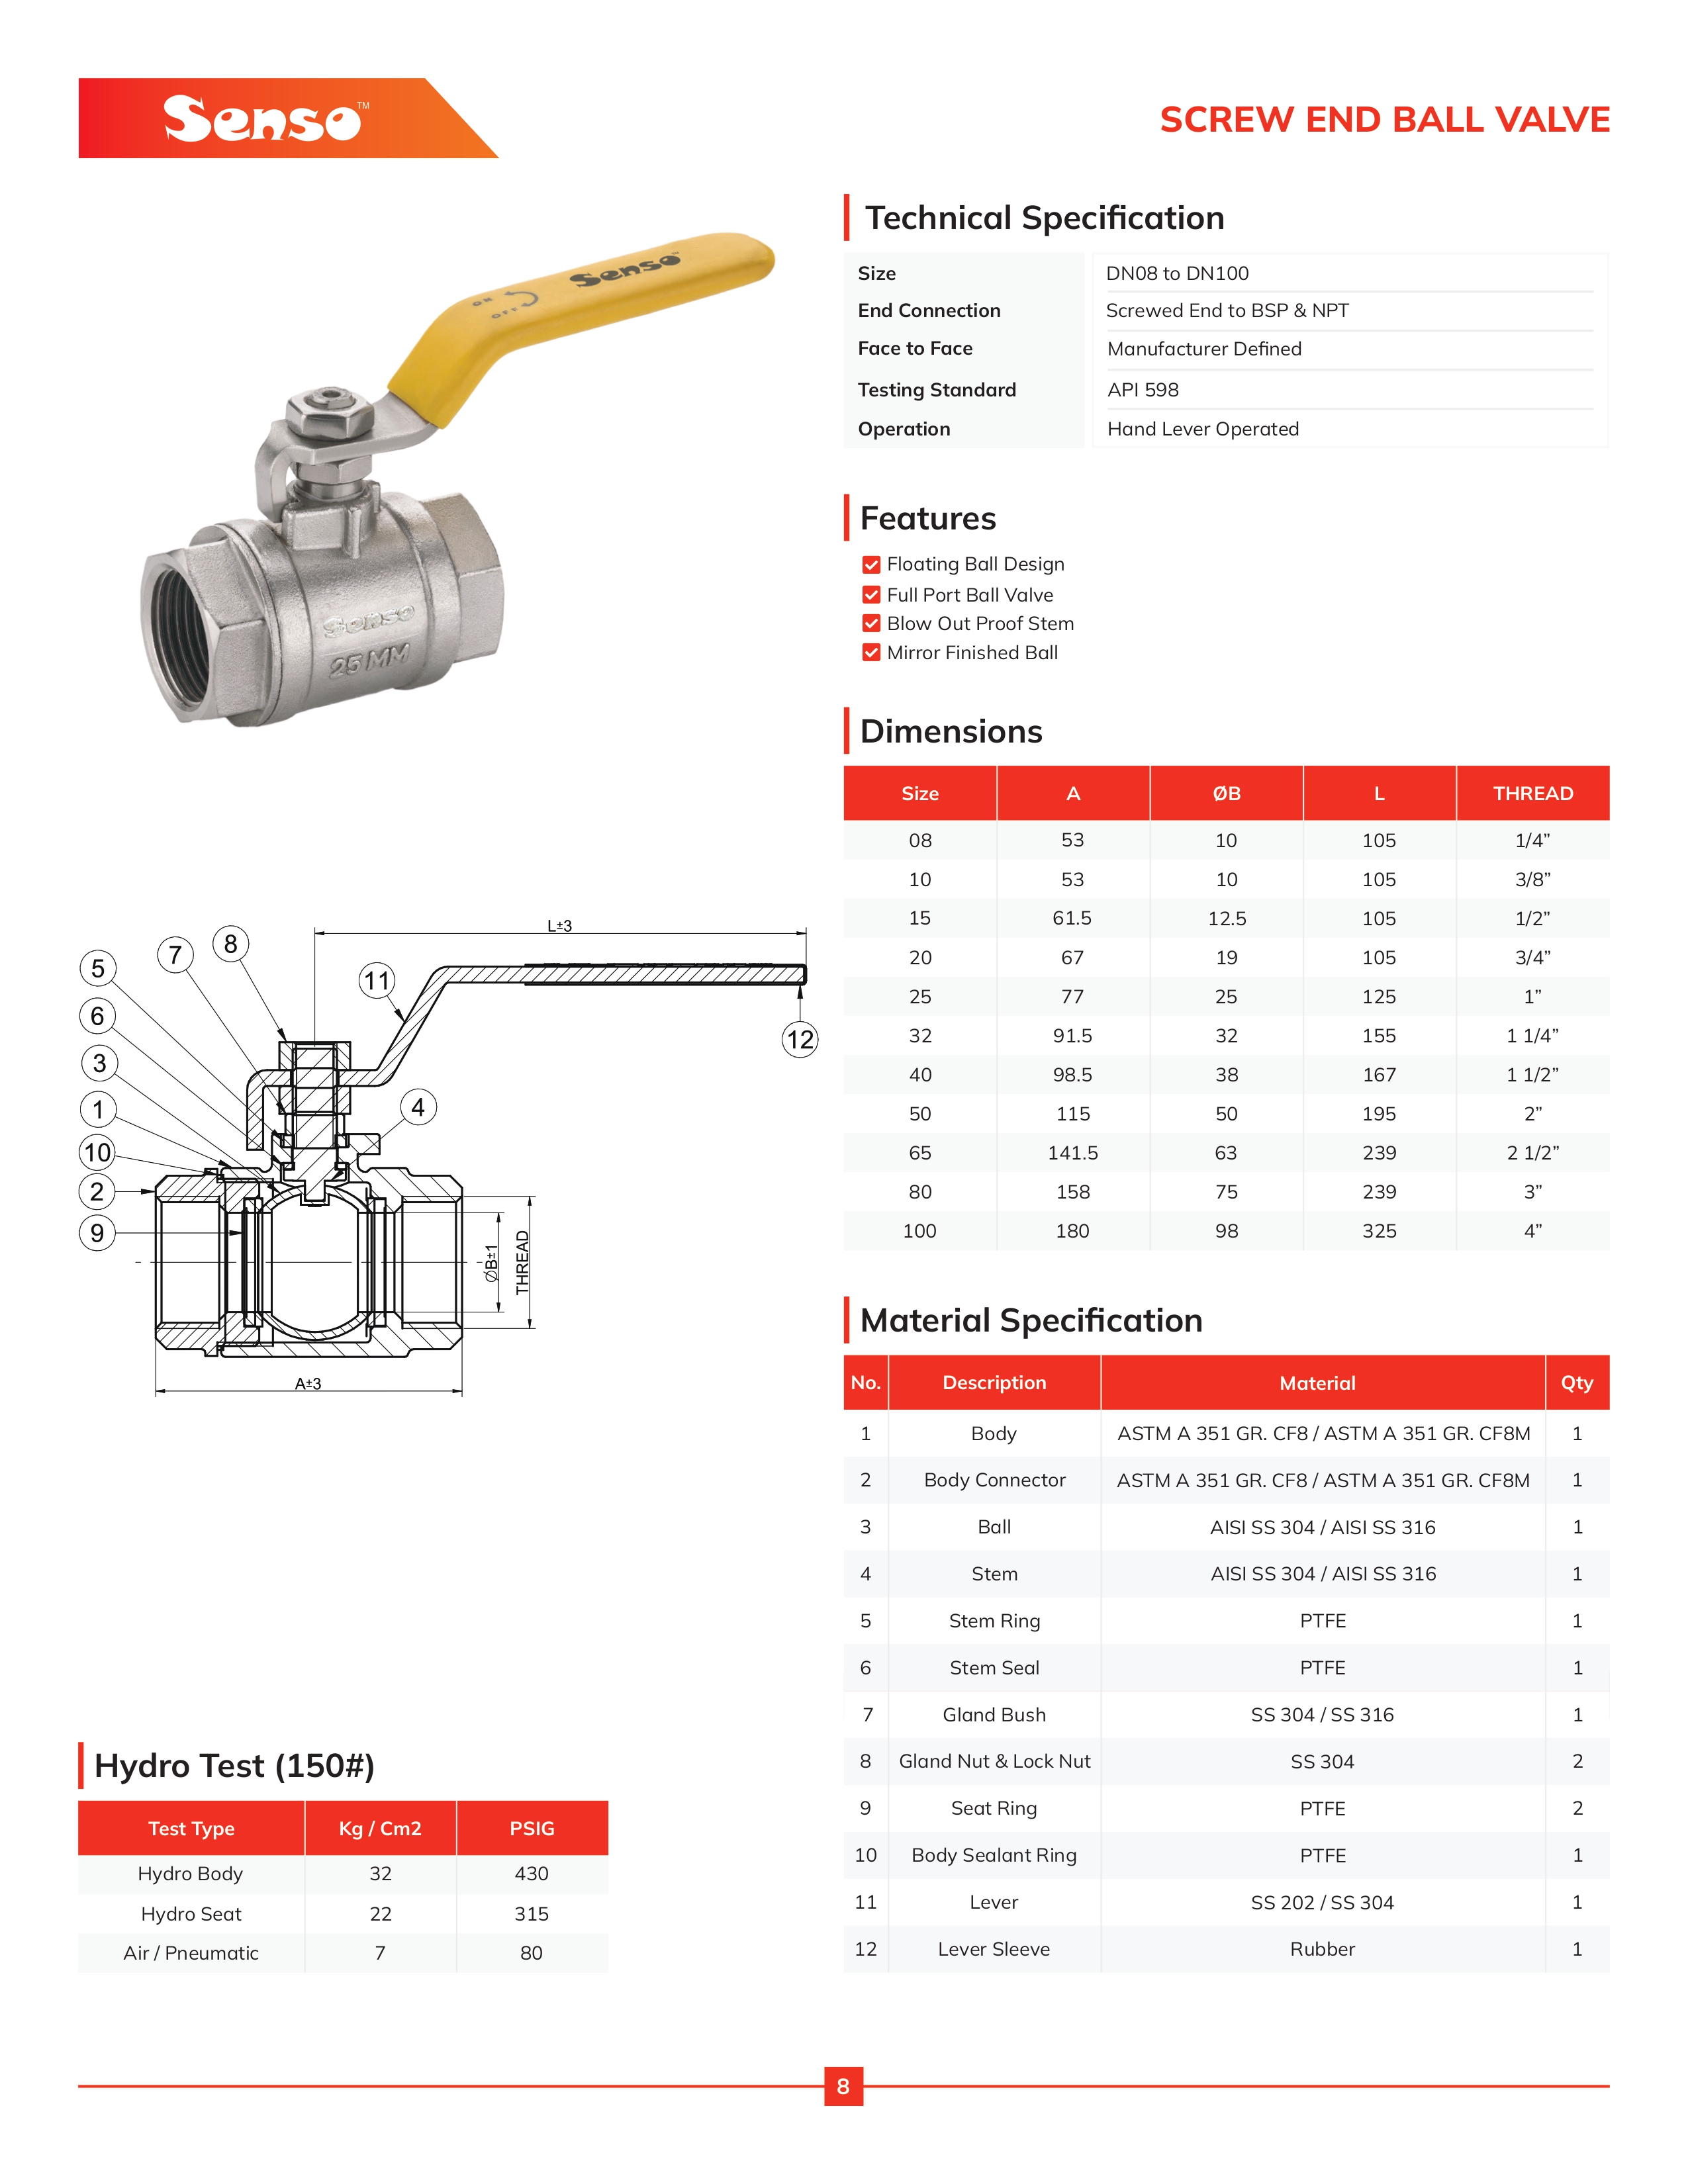 Senso™
SCREW END BALL VALVE
Senso™
ON
OFF
Senso
25 MM
Technical Specification
Size DN08 to DN100
End Connection Screwed End to BSP & NPT
Face to Face Manufacturer Defined
Testing Standard API 598
Operation Hand Lever Operated
Features
Floating Ball Design
Full Port Ball Valve
Blow Out Proof Stem
Mirror Finished Ball
Dimensions
Size A ØB L THREAD
08 53 10 105 1/4”
10 53 10 105 3/8”
15 61.5 12.5 105 1/2”
20 67 19 105 3/4”
25 77 25 125 1”
32 91.5 32 155 1 1/4”
40 98.5 38 167 1 1/2”
50 115 50 195 2”
65 141.5 63 239 2 1/2”
80 158 75 239 3”
100 180 98 325 4”
L±3
8
7
5
11
6
12
3
4
1
10
2
9
ØB±1
THREAD
A±3
Material Specification
No. Description Material Qty
1 Body ASTM A 351 GR. CF8 / ASTM A 351 GR. CF8M 1
2 Body Connector ASTM A 351 GR. CF8 / ASTM A 351 GR. CF8M 1
3 Ball AISI SS 304 / AISI SS 316 1
4 Stem AISI SS 304 / AISI SS 316 1
5 Stem Ring PTFE 1
6 Stem Seal PTFE 1
7 Gland Bush SS 304 / SS 316 1
8 Gland Nut & Lock Nut SS 304 2
9 Seat Ring PTFE 2
10 Body Sealant Ring PTFE 1
11 Lever SS 202 / SS 304 1
12 Lever Sleeve Rubber 1
Hydro Test (150#)
Test Type Kg / Cm2 PSIG
Hydro Body 32 430
Hydro Seat 22 315
Air / Pneumatic 7 80
8